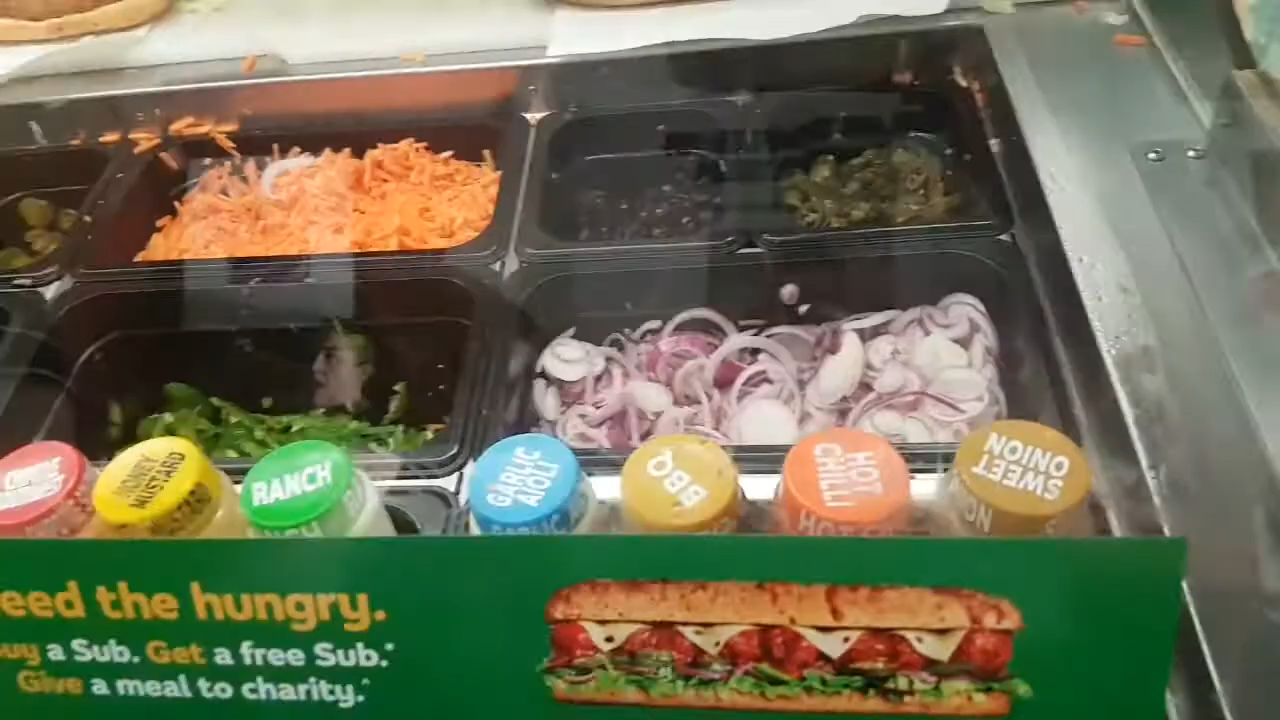 HONEY
MUSTARD
RANCH
GARLIC
AIOLI
BBQ
HOT
CHILLI
SWEET
ONION
eed the hungry.
uy a Sub. Get a free Sub.*
Give a meal to charity.^